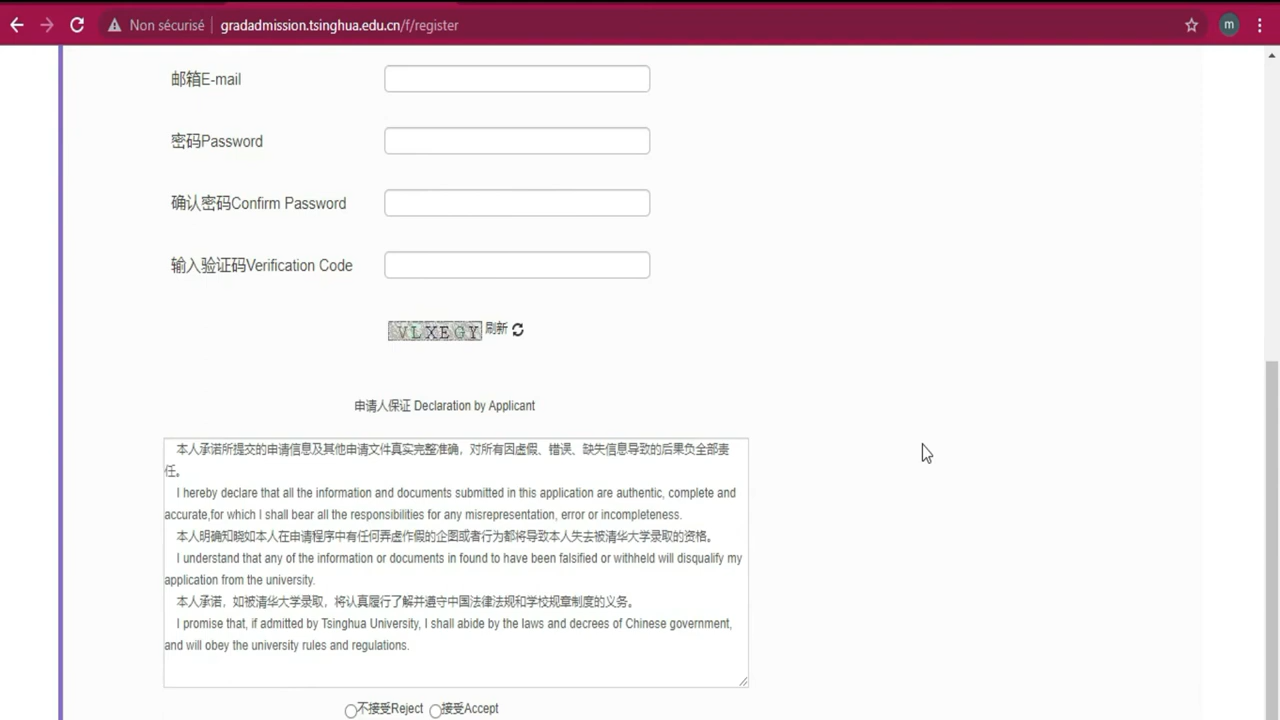 Non sécurisé | gradadmission.tsinghua.edu.cn/f/register
m
邮箱E-mail
密码Password
确认密码Confirm Password
输入验证码Verification Code
VLXEGY 刷新
申请人保证 Declaration by Applicant
本人承诺所提交的申请信息及其他申请文件真实完整准确，对所有因虚假、错误、缺失信息导致的后果负全部责
任。
I hereby declare that all the information and documents submitted in this application are authentic, complete and
accurate,for which I shall bear all the responsibilities for any misrepresentation, error or incompleteness.
本人明确知晓如本人在申请程序中有任何弄虚作假的企图或者行为都将导致本人失去被清华大学录取的资格。
I understand that any of the information or documents in found to have been falsified or withheld will disqualify my
application from the university.
本人承诺，如被清华大学录取，将认真履行了解并遵守中国法律法规和学校规章制度的义务。
I promise that, if admitted by Tsinghua University, I shall abide by the laws and decrees of Chinese government,
and will obey the university rules and regulations.
不接受Reject 接受Accept